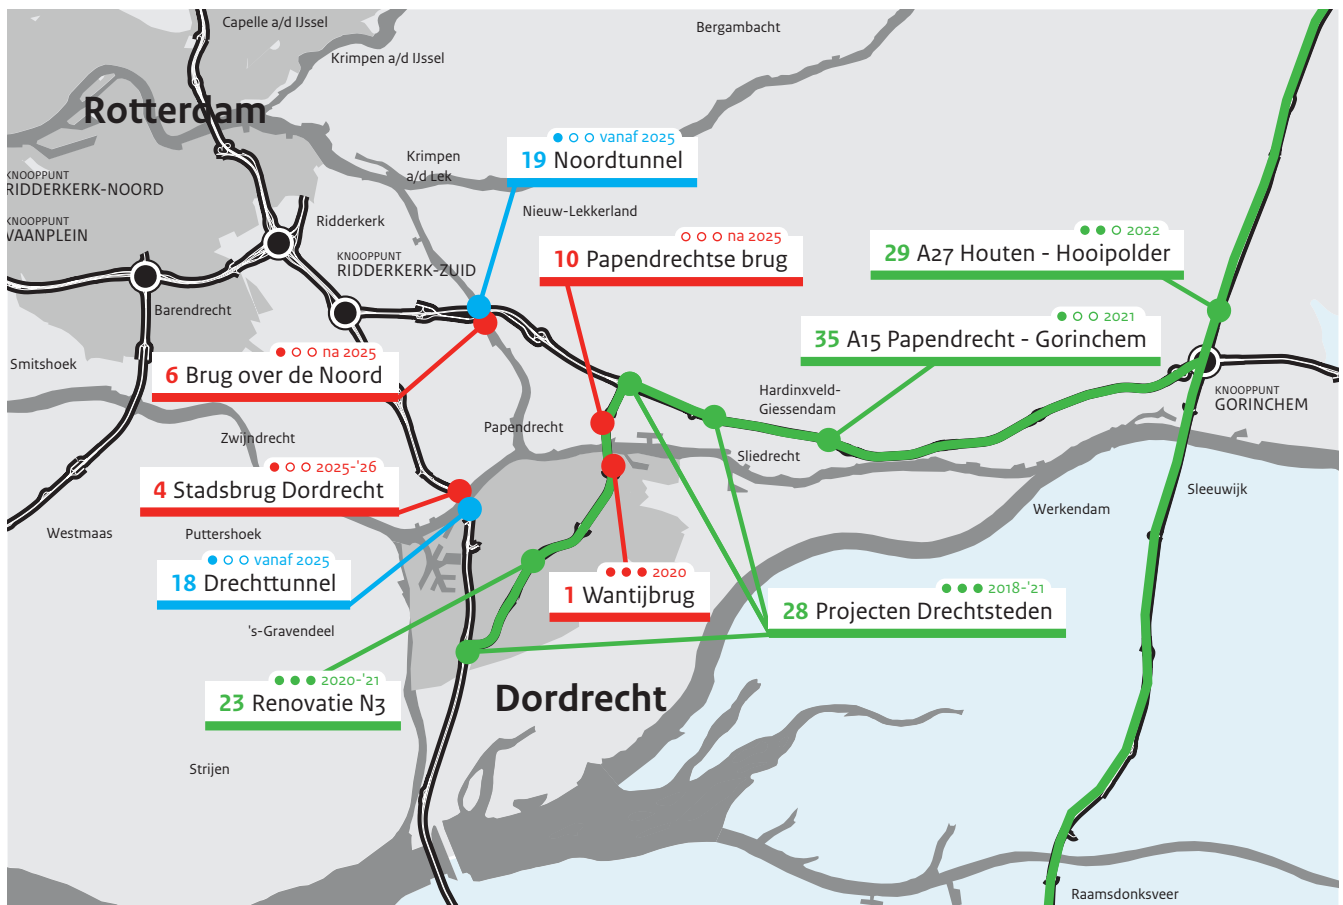 Capelle a/d IJssel
Bergambacht
Krimpen a/d IJssel
Rotterdam
vanaf 2025
19 Noordtunnel
Krimpen
a/d Lek
KNOOPPUNT
RIDDERKERK-NOORD
Nieuw-Lekkerland
Ridderkerk
KNOOPPUNT
VAANPLEIN
na 2025
10 Papendrechtse brug
2022
29 A27 Houten - Hooipolder
KNOOPPUNT
RIDDERKERK-ZUID
Barendrecht
2021
35 A15 Papendrecht - Gorinchem
Smitshoek
na 2025
6 Brug over de Noord
Hardinxveld-
Giessendam
KNOOPPUNT
GORINCHEM
Zwijndrecht
Papendrecht
Sliedrecht
2025-'26
4 Stadsbrug Dordrecht
Sleeuwijk
Werkendam
Westmaas
Puttershoek
vanaf 2025
18 Drechttunnel
2020
1 Wantijbrug
2018-'21
28 Projecten Drechtsteden
's-Gravendeel
2020-'21
23 Renovatie N3
Dordrecht
Strijen
Raamsdonksveer